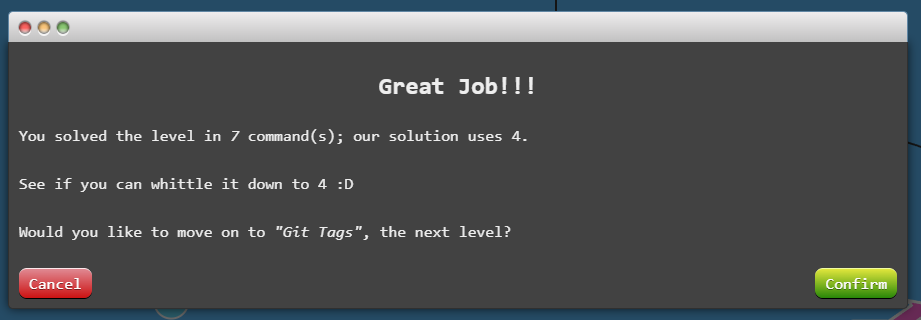 Great Job!!!
You solved the level in 7 command(s); our solution uses 4.
See if you can whittle it down to 4 :D
Would you like to move on to "Git Tags", the next level?
Cancel
Confirm